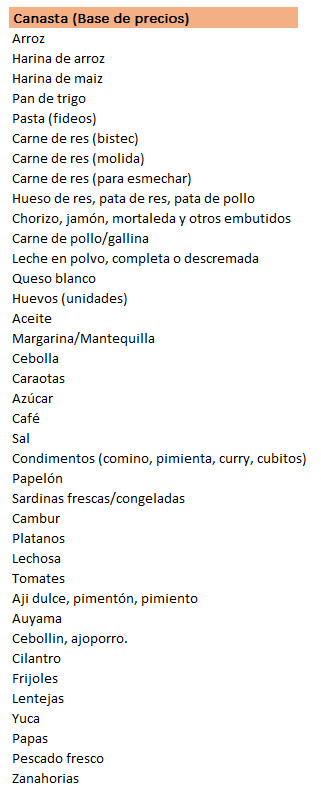 Canasta (Base de precios)
Arroz
Harina de arroz
Harina de maiz
Pan de trigo
Pasta (fideos)
Carne de res (bistec)
Carne de res (molida)
Carne de res (para esmechar)
Hueso de res, pata de res, pata de pollo
Chorizo, jamón, mortaleda y otros embutidos
Carne de pollo/gallina
Leche en polvo, completa o descremada
Queso blanco
Huevos (unidades)
Aceite
Margarina/Mantequilla
Cebolla
Caraotas
Azúcar
Café
Sal
Condimentos (comino, pimienta, curry, cubitos)
Papelón
Sardinas frescas/congeladas
Cambur
Platanos
Lechosa
Tomates
Aji dulce, pimentón, pimiento
Auyama
Cebollin, ajoporro.
Cilantro
Frijoles
Lentejas
Yuca
Papas
Pescado fresco
Zanahorias